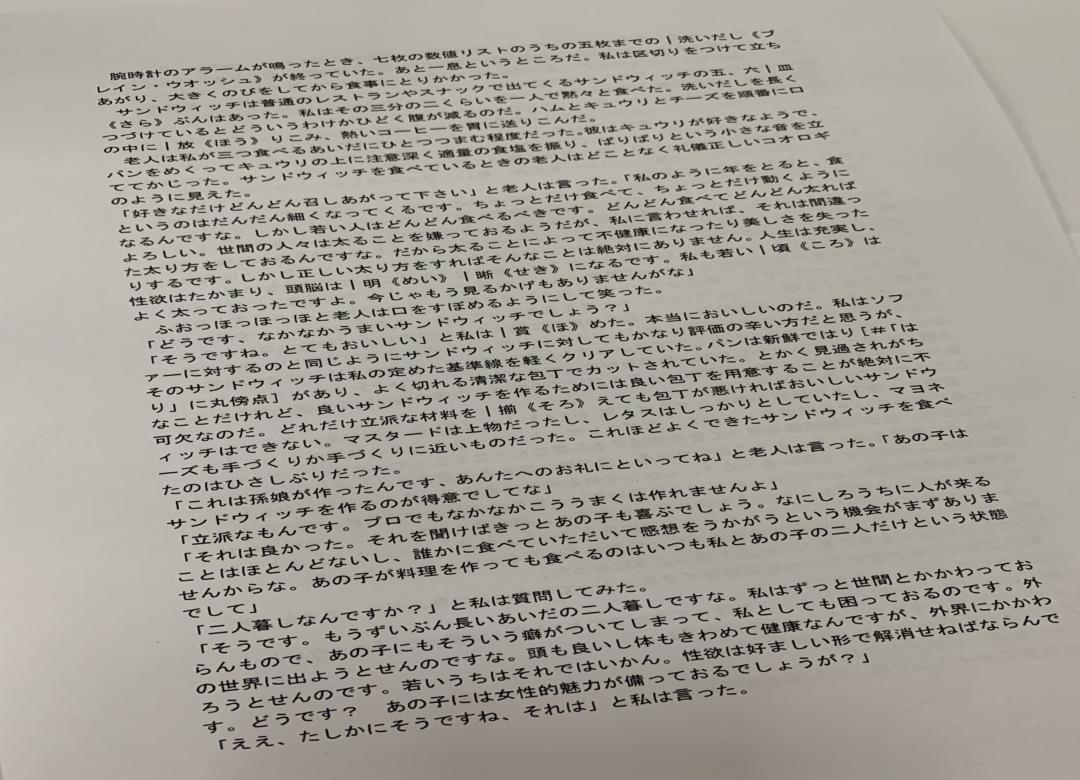 腕時計のアラームが鳴ったとき、七枚の数値リストのうちの五枚までの|洗いだし《ブ
レイン・ウオッシュ》が終っていた。あと一息というところだ。私は区切りをつけて立ち
あがり、大きくのびをしてから食事にとりかかった。
サンドウィッチは普通のレストランやスナックで出てくるサンドウィッチの五、六|皿
《さら》ぶんはあった。私はその三分の二くらいを一人で黙々と食べた。洗いだしを長く
つづけているとどういうわけかひどく腹が減るのだ。ハムとキュウリとチーズを順番に口
の中に|放《ほう》りこみ、熱いコーヒーを胃に送りこんだ。
老人は私が三つ食べるあいだにひとつつまむ程度だった。彼はキュウリが好きなようで、
パンをめくってキュウリの上に注意深く適量の食塩を振り、ぱりぱりという小さな音を立
ててかじった。サンドウィッチを食べているときの老人はどことなく礼儀正しいコオロギ
のように見えた。
「好きなだけどんどん召しあがって下さい」と老人は言った。「私のように年をとると、食
というのはだんだん細くなってくるです。ちょっとだけ食べて、ちょっとだけ動くように
なるんですな。しかし若い人はどんどん食べるべきです。どんどん食べてどんどん太れば
よろしい。世間の人々は太ることを嫌っておるようだが、私に言わせれば、それは間違っ
た太り方をしておるんですな。だから太ることによって不健康になったり美しさを失った
りするです。しかし正しい太り方をすればそんなことは絶対にありません。人生は充実し、
性欲はたかまり、頭脳は|明《めい》|晰《せき》になるです。私も若い|頃《ころ》は
よく太っておったですよ。今じゃもう見るかげもありませんがな」
ふおっほっほっほと老人は口をすぼめるようにして笑った。
「どうです、なかなかうまいサンドウィッチでしょう?」
「そうですね。とてもおいしい」と私は|賞《ほ》めた。本当においしいのだ。私はソフ
ァーに対するのと同じようにサンドウィッチに対してもかなり評価の辛い方だと思うが、
そのサンドウィッチは私の定めた基準線を軽くクリアしていた。パンは新鮮ではり[#「は
り」に丸傍点]があり、よく切れる清潔な包丁でカットされていた。とかく見過されがち
なことだけれど、良いサンドウィッチを作るためには良い包丁を用意することが絶対に不
可欠なのだ。どれだけ立派な材料を|揃《そろ》えても包丁が悪ければおいしいサンドウ
ィッチはできない。マスタードは上物だったし、レタスはしっかりとしていたし、マヨネ
ーズも手づくりか手づくりに近いものだった。これほどよくできたサンドウィッチを食べ
たのはひさしぶりだった。
「これは孫娘が作ったんです、あんたへのお礼にといってね」と老人は言った。「あの子は
サンドウィッチを作るのが得意でしてな」
「立派なもんです。プロでもなかなかこううまくは作れませんよ」
「それは良かった。それを聞けばきっとあの子も喜ぶでしょう。なにしろうちに人が来る
ことはほとんどないし、誰かに食べていただいて感想をうかがうという機会がまずありま
せんからな。あの子が料理を作っても食べるのはいつも私とあの子の二人だけという状態
でして」
「二人暮しなんですか?」と私は質問してみた。
「そうです。もうずいぶん長いあいだの二人暮しですな。私はずっと世間とかかわってお
らんもので、あの子にもそういう癖がついてしまって、私としても困っておるのです。外
の世界に出ようとせんのですな。頭も良いし体もきわめて健康なんですが、外界にかかわ
ろうとせんのです。若いうちはそれではいかん。性欲は好ましい形で解消せねばならんで
す。どうです? あの子には女性的魅力が備っておるでしょうが?」
「ええ、たしかにそうですね、それは」と私は言った。